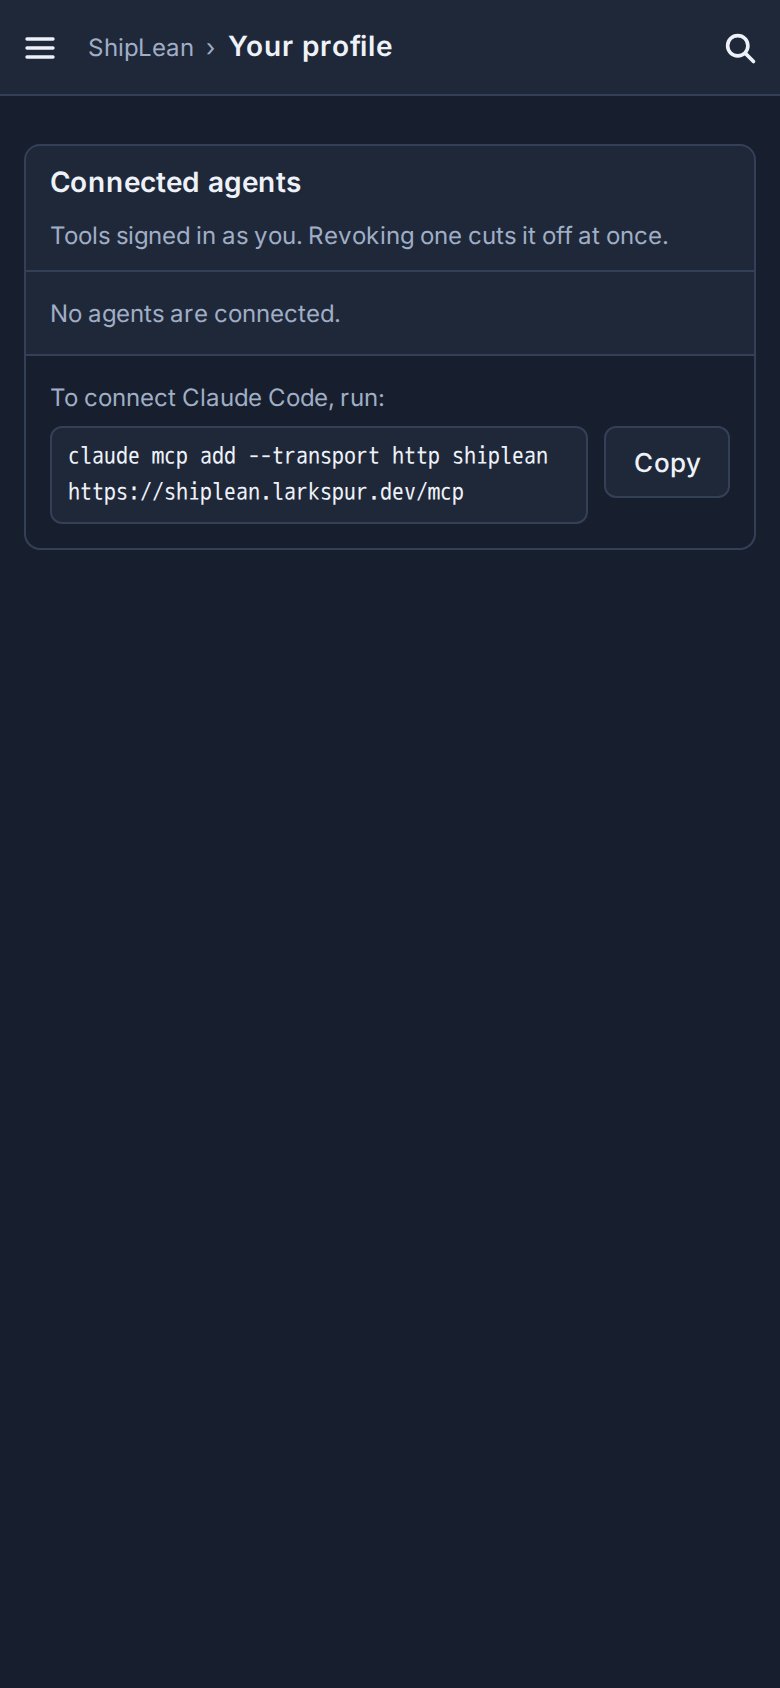 ShipLean › Your profile
Connected agents
Tools signed in as you. Revoking one cuts it off at once.
No agents are connected.
To connect Claude Code, run:
claude mcp add --transport http shiplean
https://shiplean.larkspur.dev/mcp
Copy